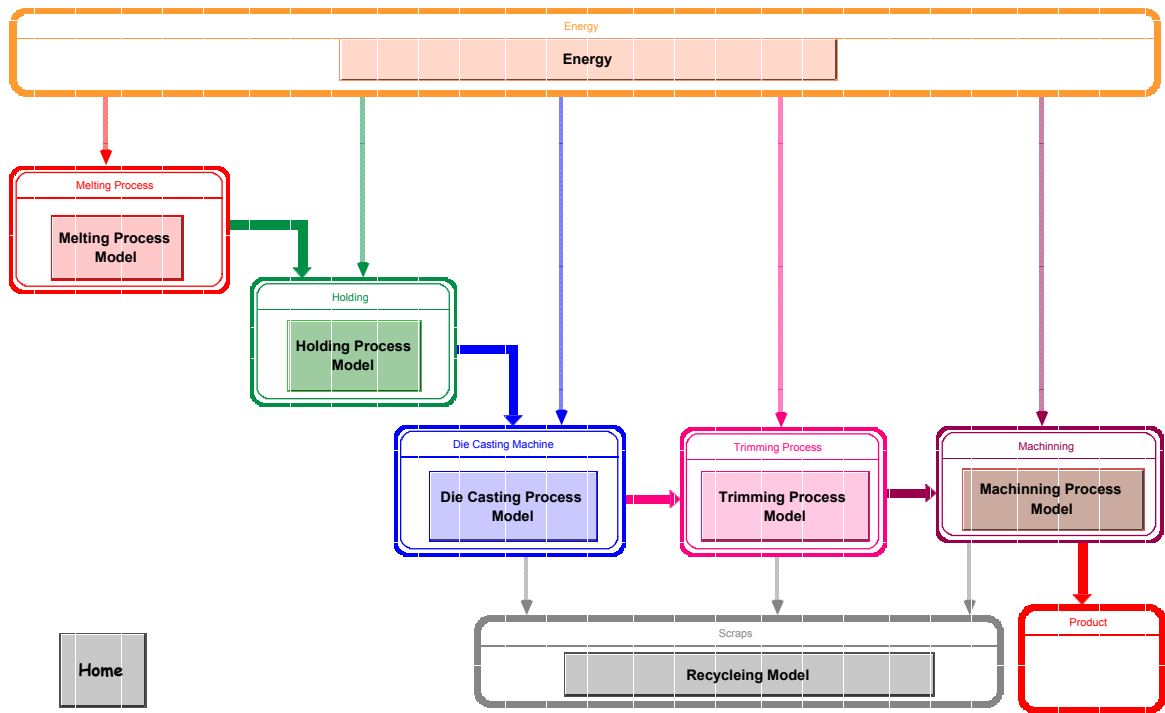 Energy
Energy
Melting Process
Melting Process
Model
Holding
Holding Process
Model
Die Casting Machine
Die Casting Process
Model
Trimming Process
Trimming Process
Model
Machinning
Machinning Process
Model
Scraps
Recycleing Model
Product
Home